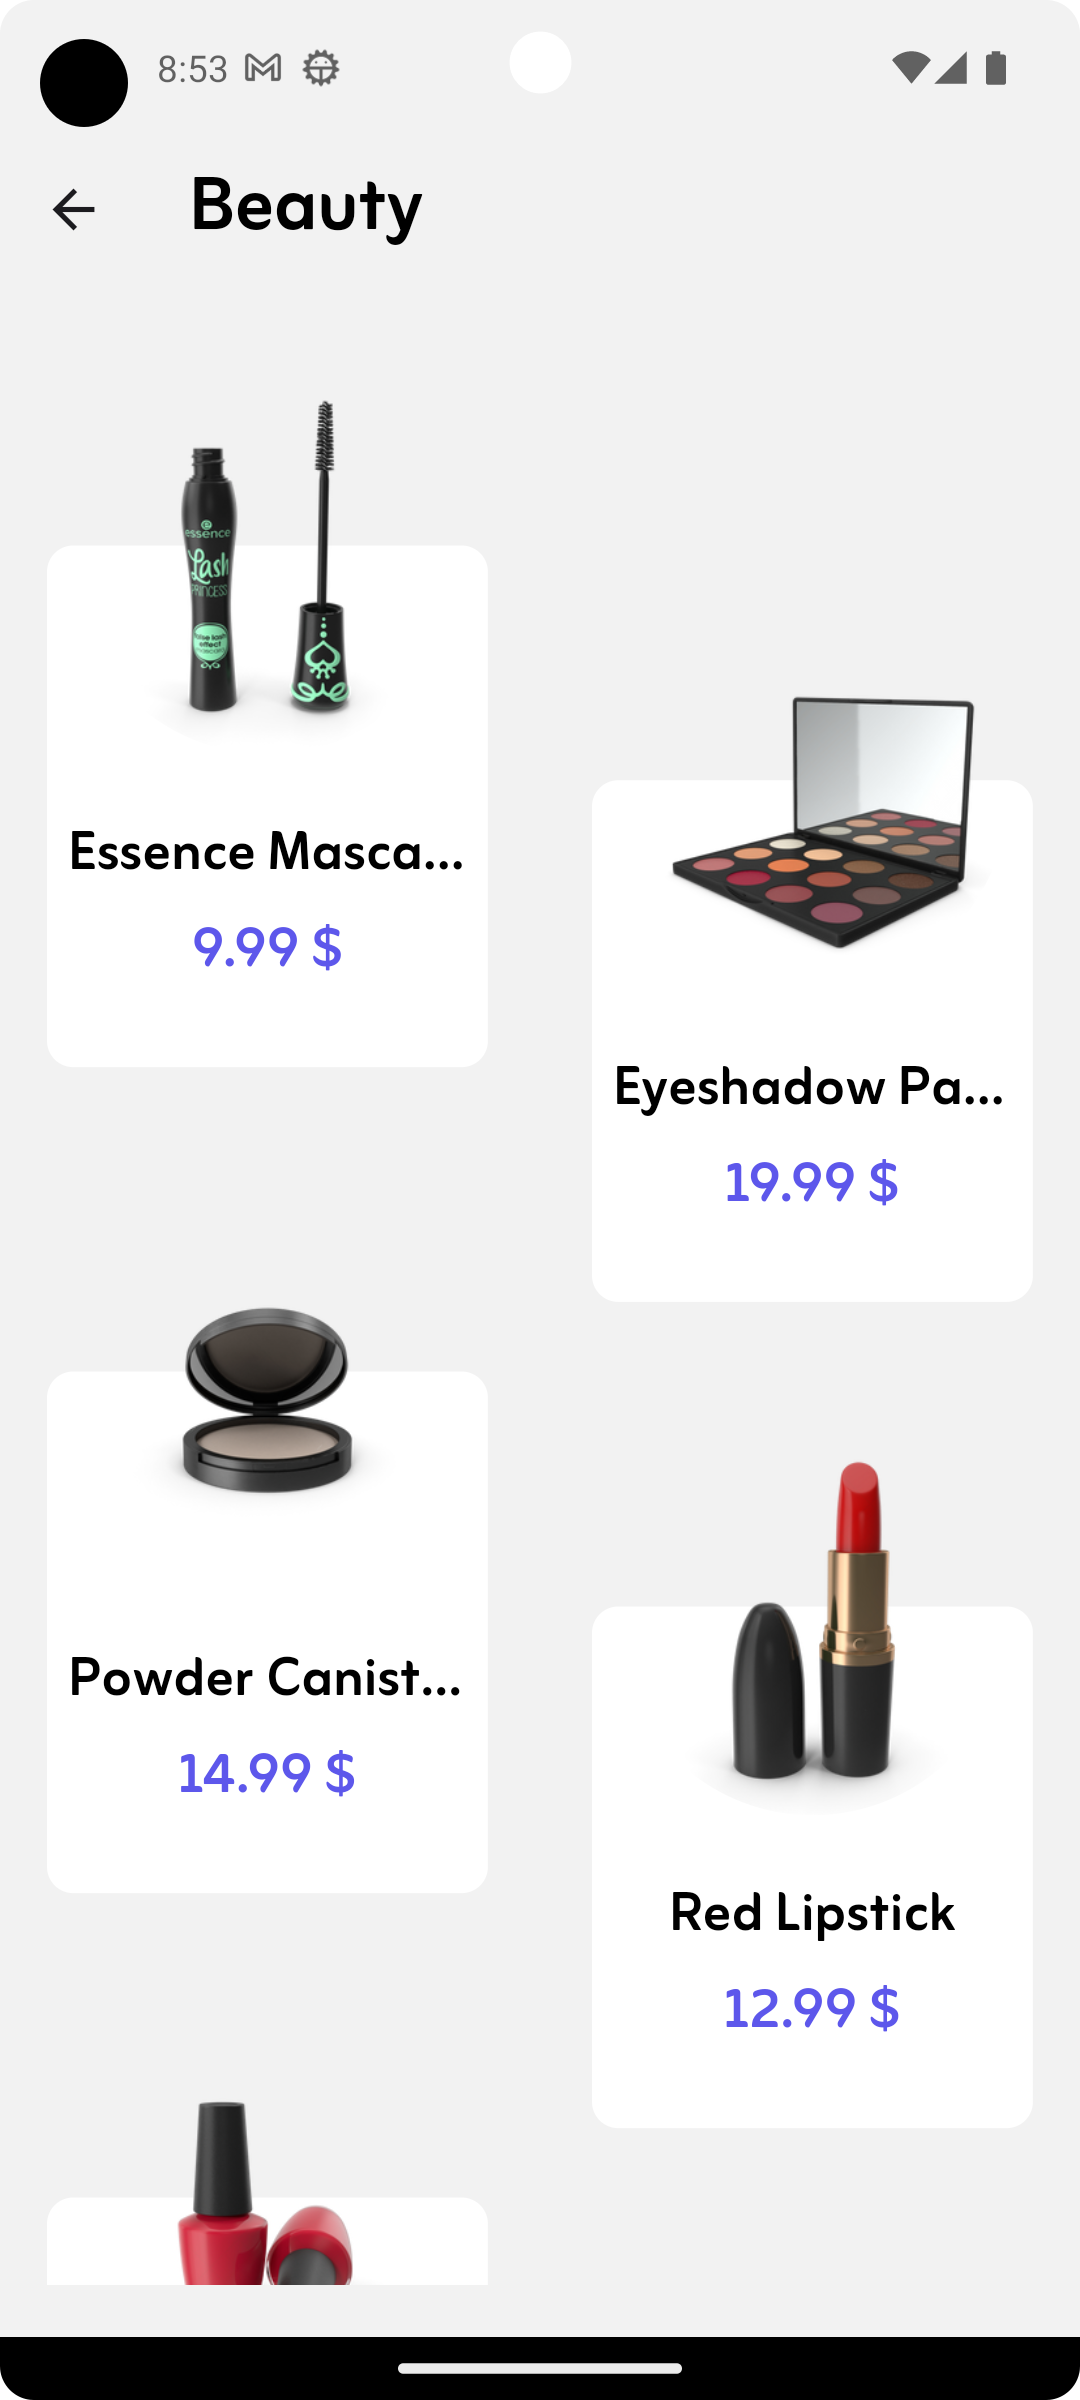 8:53
Beauty
essence
Lash
PRINCESS
false lash
effect
mascara
Essence Masca...
9.99 $
Eyeshadow Pa...
19.99 $
Powder Canist...
14.99 $
Red Lipstick
12.99 $